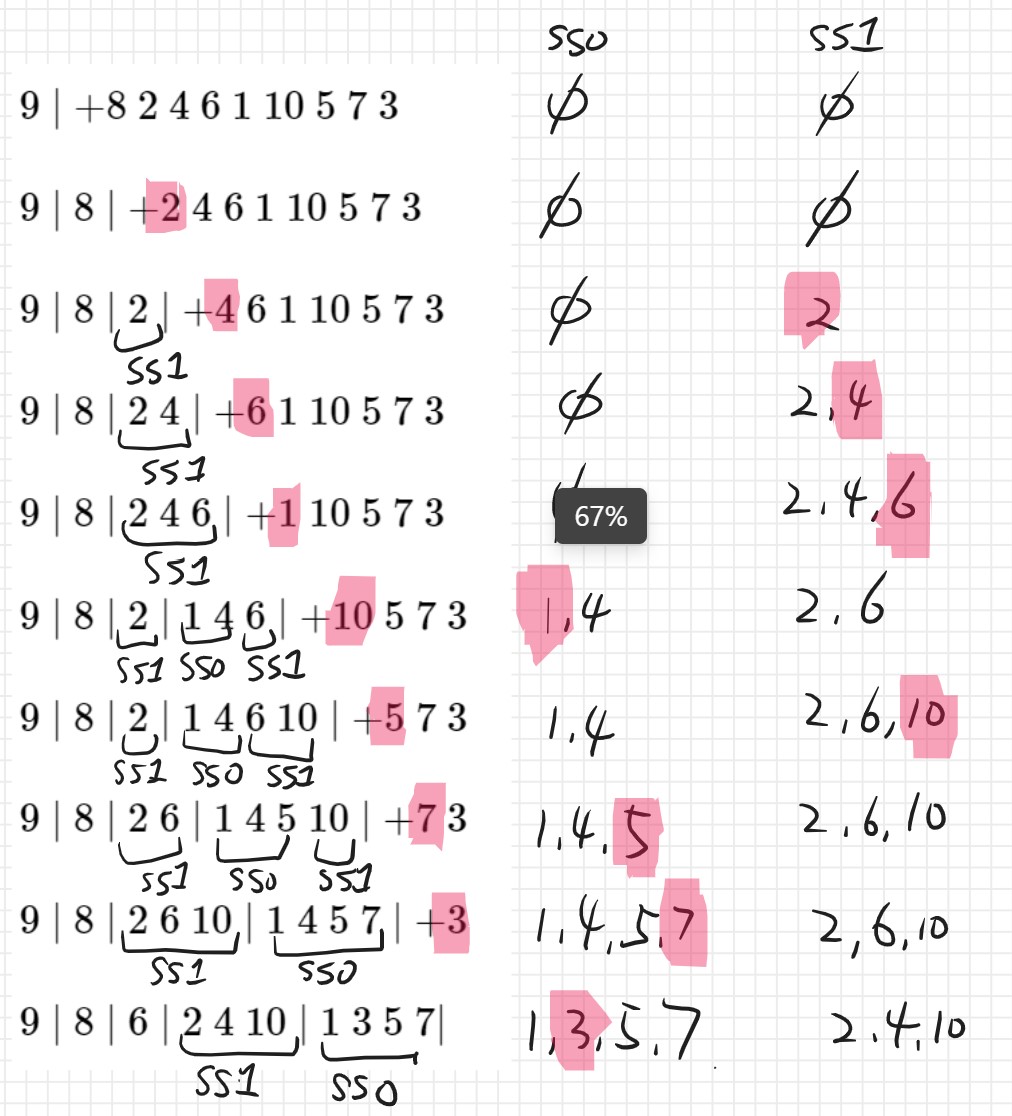 SS0 SS1
9 | +8 2 4 6 1 10 5 7 3 ϕ ϕ
9 | 8 | +2 4 6 1 10 5 7 3 ϕ ϕ
9 | 8 | 2 | +4 6 1 10 5 7 3 ϕ 2
SS1
9 | 8 | 2 4 | +6 1 10 5 7 3 ϕ 2.4
SS1
9 | 8 | 2 4 6 | +1 10 5 7 3 67% 2.4.6
SS1
9 | 8 | 2 | 1 4 6 | +10 5 7 3 1.4 2.6
SS1 SS0 SS1
9 | 8 | 2 | 1 4 6 10 | +5 7 3 1.4 2.6,10
SS1 SS0 SS1
9 | 8 | 2 6 | 1 4 5 10 | +7 3 1.4.5 2.6,10
SS1 SS0 SS1
9 | 8 | 2 6 10 | 1 4 5 7 | +3 1.4,5.7 2,6,10
SS1 SS0
9 | 8 | 6 | 2 4 10 | 1 3 5 7| 1,3.5.7 2.4.10
SS1 SS0